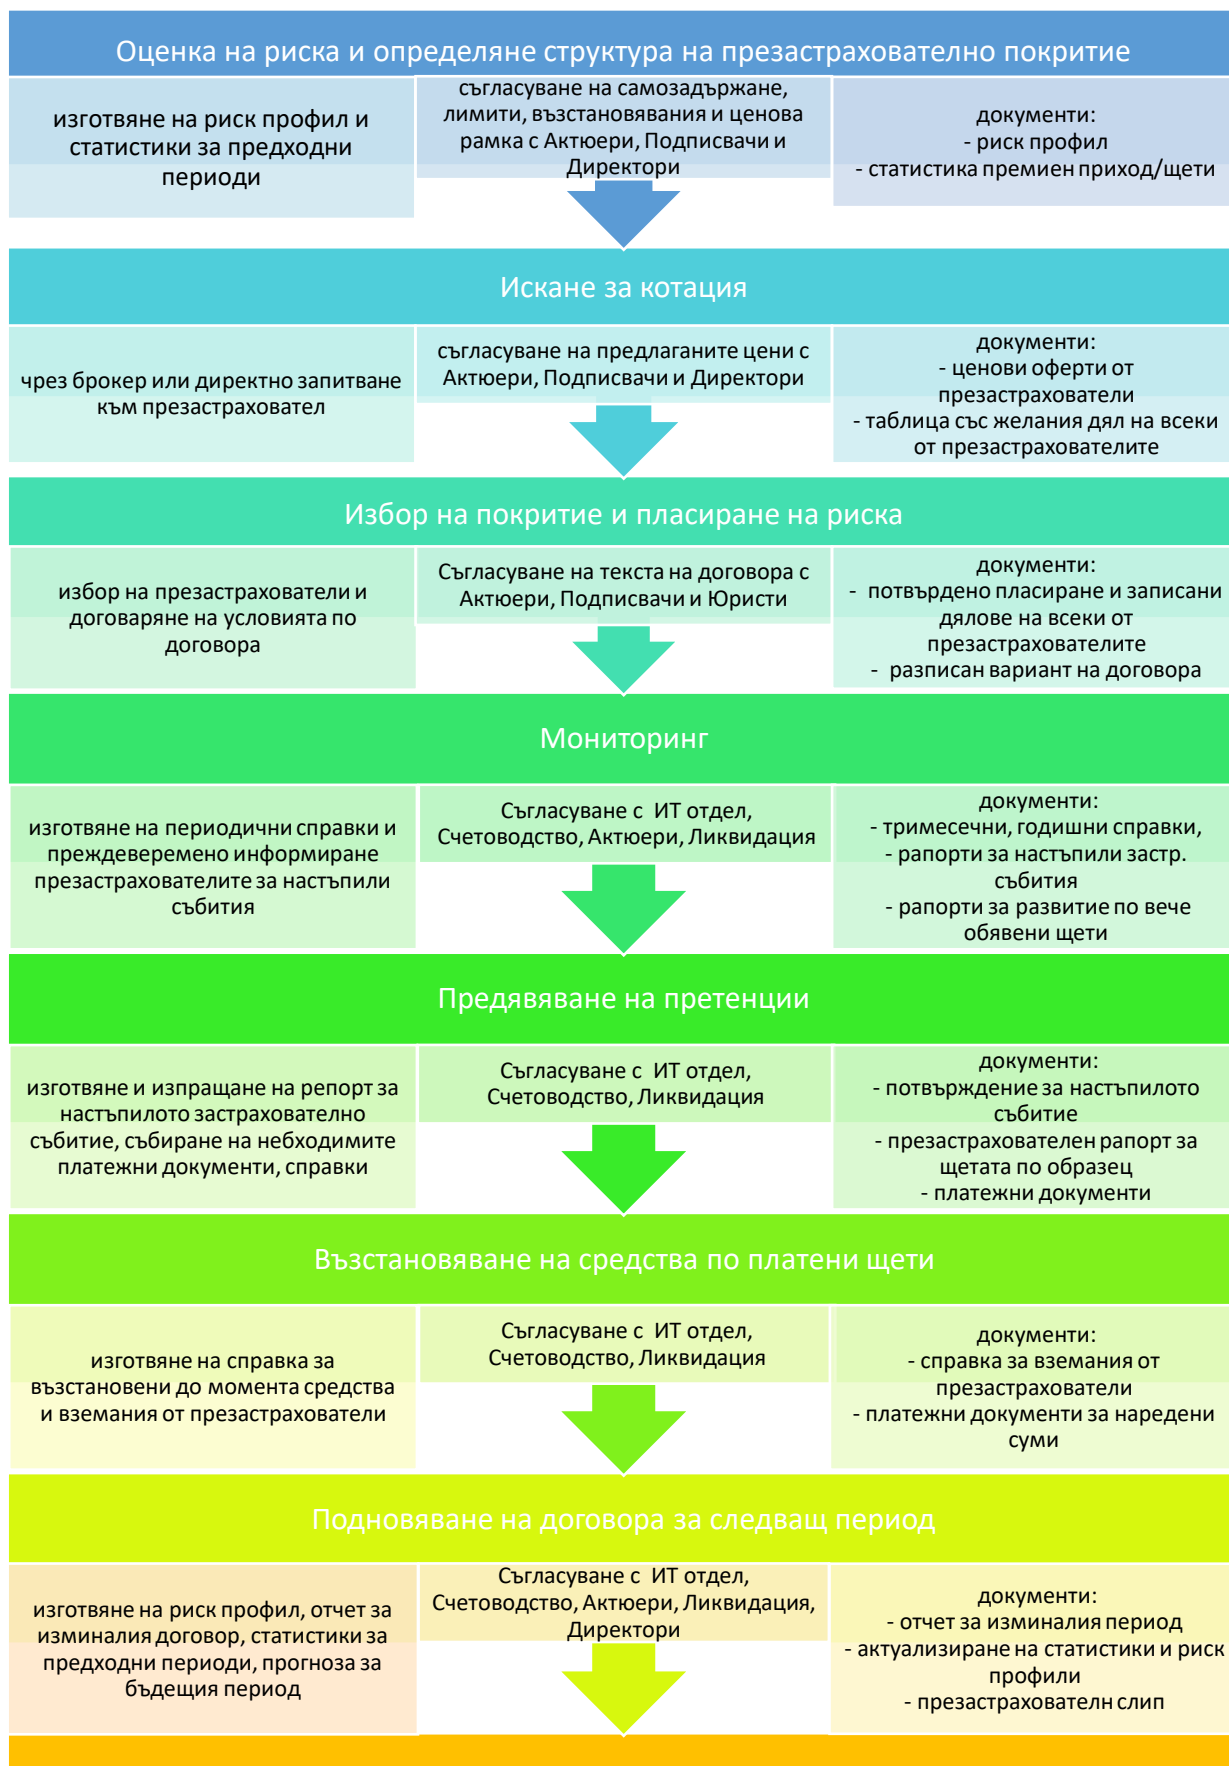 Оценка на риска и определяне структура на презастрахователно покритие
изготвяне на риск профил и
статистики за предходни
периоди
съгласуване на самозадържане,
лимити, възстановявания и ценова
рамка с Актюери, Подписвачи и
Директори
документи:
- риск профил
- статистика премиен приход/щети
Искане за котация
чрез брокер или директно запитване
към презастраховател
съгласуване на предлаганите цени с
Актюери, Подписвачи и Директори
документи:
- ценови оферти от
презастрахователи
- таблица със желания дял на всеки
от презастрахователите
Избор на покритие и пласиране на риска
избор на презастрахователи и
договаряне на условията по
договора
Съгласуване на текста на договора с
Актюери, Подписвачи и Юристи
документи:
- потвърдено пласиране и записани
дялове на всеки от
презастрахователите
- разписан вариант на договора
Мониторинг
изготвяне на периодични справки и
преждеверемено информиране
презастрахователите за настъпили
събития
Съгласуване с ИТ отдел,
Счетоводство, Актюери, Ликвидация
документи:
- тримесечни, годишни справки,
- рапорти за настъпили застр.
събития
- рапорти за развитие по вече
обявени щети
Предявяване на претенции
изготвяне и изпращане на репорт за
настъпилото застрахователно
събитие, събиране на небходимите
платежни документи, справки
Съгласуване с ИТ отдел,
Счетоводство, Ликвидация
документи:
- потвърждение за настъпилото
събитие
- презастрахователен рапорт за
щетата по образец
- платежни документи
Възстановяване на средства по платени щети
изготвяне на справка за
възстановени до момента средства
и вземания от презастрахователи
Съгласуване с ИТ отдел,
Счетоводство, Ликвидация
документи:
- справка за вземания от
презастрахователи
- платежни документи за наредени
суми
Подновяване на договора за следващ период
изготвяне на риск профил, отчет за
изминалия договор, статистики за
предходни периоди, прогноза за
бъдещия период
Съгласуване с ИТ отдел,
Счетоводство, Актюери, Ликвидация,
Директори
документи:
- отчет за изминалия период
- актуализиране на статистики и риск
профили
- презастрахователн слип